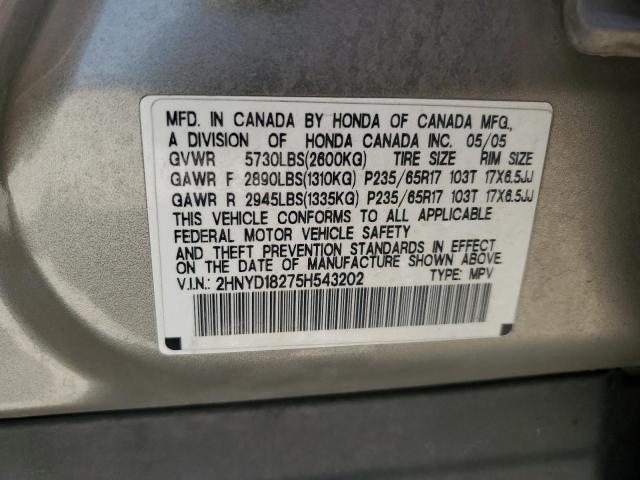 MFD. IN CANADA BY HONDA OF CANADA MFG.,
A DIVISION OF HONDA CANADA INC. 05/05
GVWR 5730LBS(2600KG) TIRE SIZE RIM SIZE
GAWR F 2890LBS(1310KG) P235/65R17 103T 17X6.5JJ
GAWR R 2945LBS(1335KG) P235/65R17 103T 17X6.5JJ
THIS VEHICLE CONFORMS TO ALL APPLICABLE
FEDERAL MOTOR VEHICLE SAFETY
AND THEFT PREVENTION STANDARDS IN EFFECT
ON THE DATE OF MANUFACTURE SHOWN ABOVE.
V.I.N.: 2HNYD18275H543202 TYPE: MPV